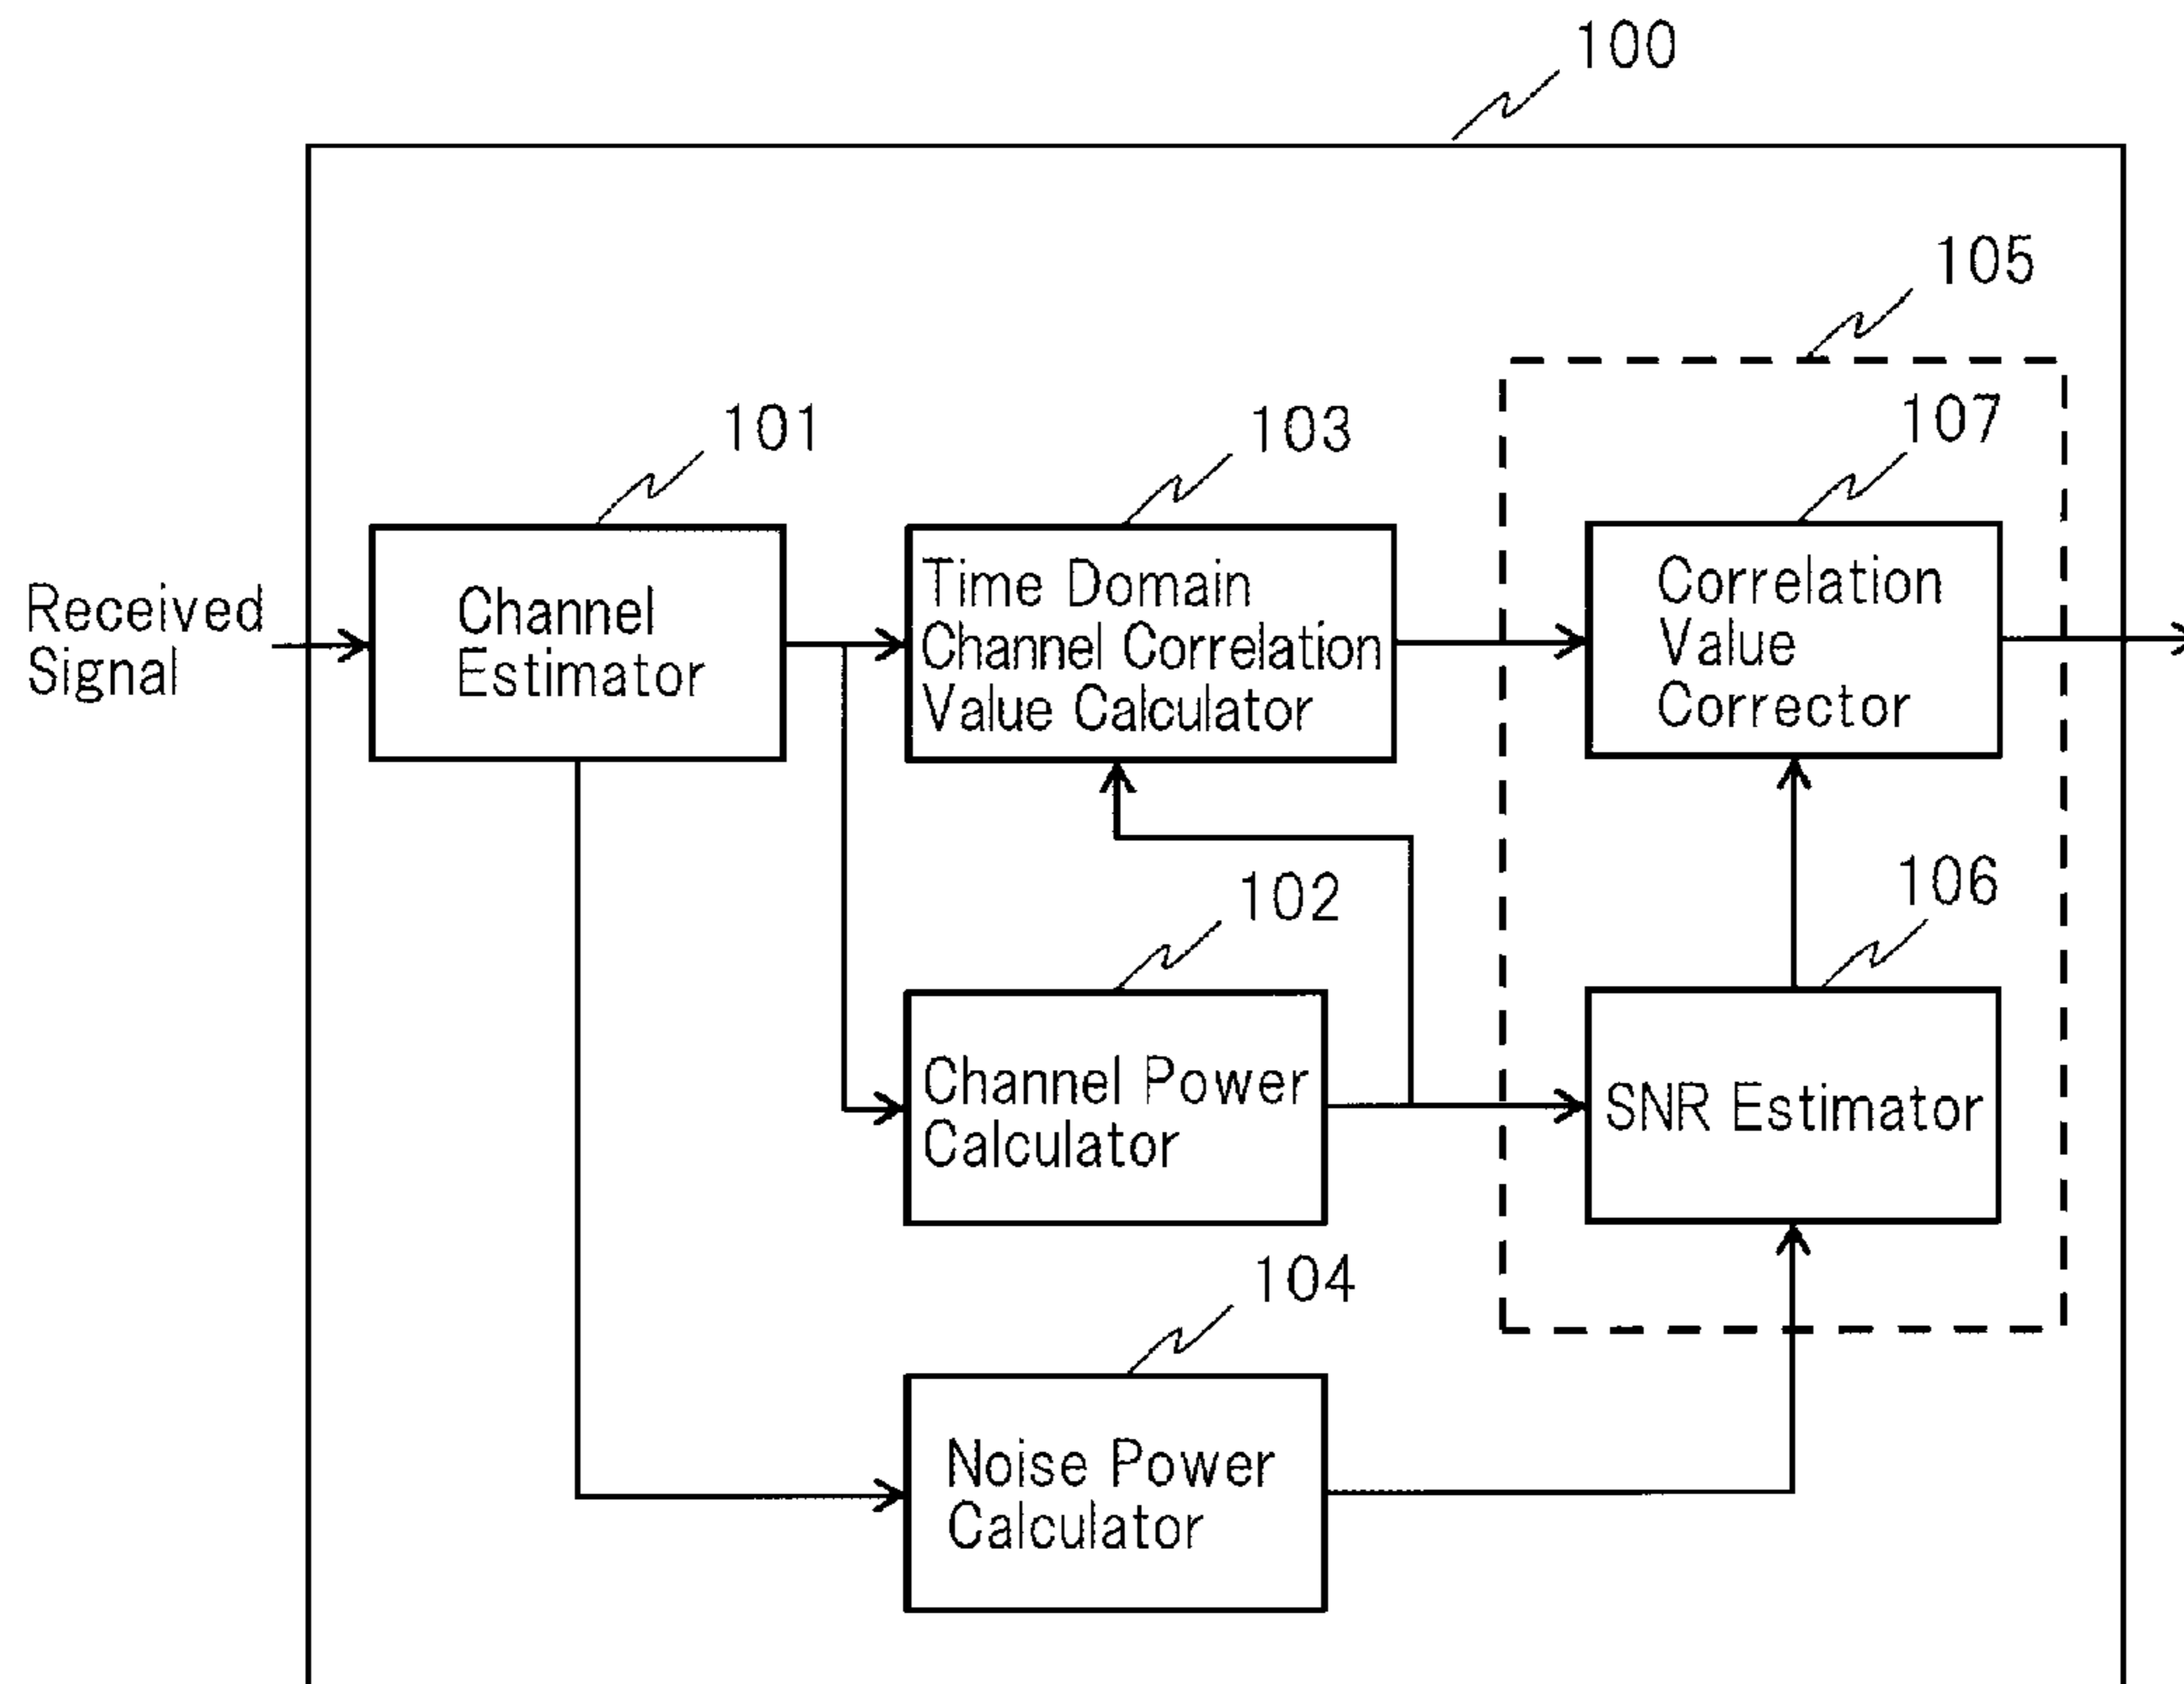 100
105
107
101
103
Received
Signal
Channel
Estimator
Time Domain
Channel Correlation
Value Calculator
Correlation
Value
Corrector
102
106
Channel Power
Calculator
SNR Estimator
104
Noise Power
Calculator